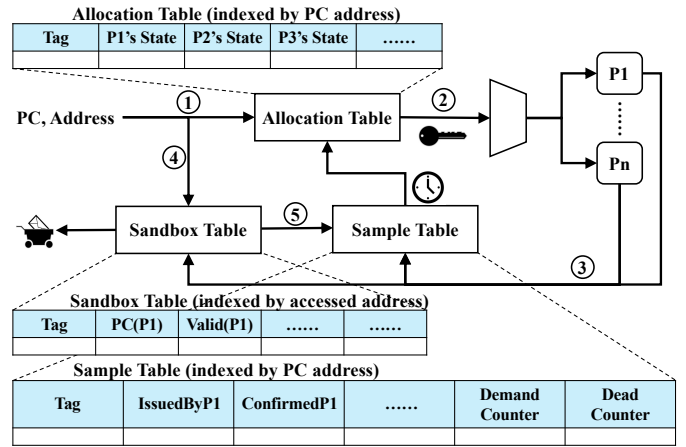 Allocation Table (indexed by PC address)
Tag P1's State P2's State P3's State ......
PC, Address
①
Allocation Table
②
P1
Pn
④
Sandbox Table
⑤
Sample Table
③
Sandbox Table (indexed by accessed address)
Tag PC(P1) Valid(P1) ...... ......
Sample Table (indexed by PC address)
Tag IssuedByP1 ConfirmedP1 ...... Demand Counter Dead Counter